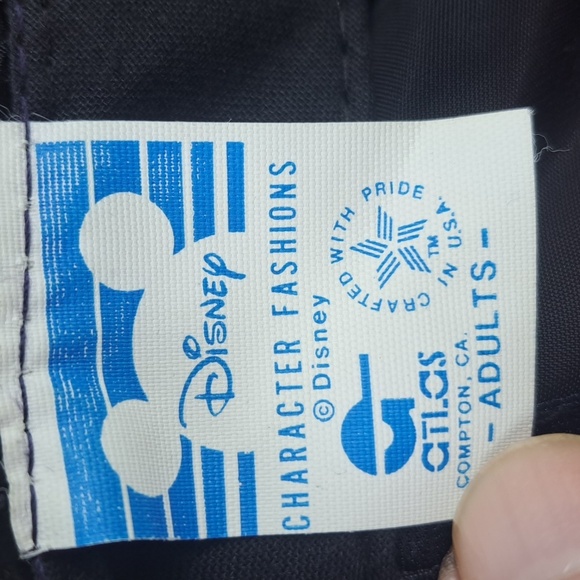 Disney
CHARACTER FASHIONS
© Disney
CRAFTED WITH PRIDE IN U.S.A.
TM
atlas
COMPTON, CA.
- ADULTS -